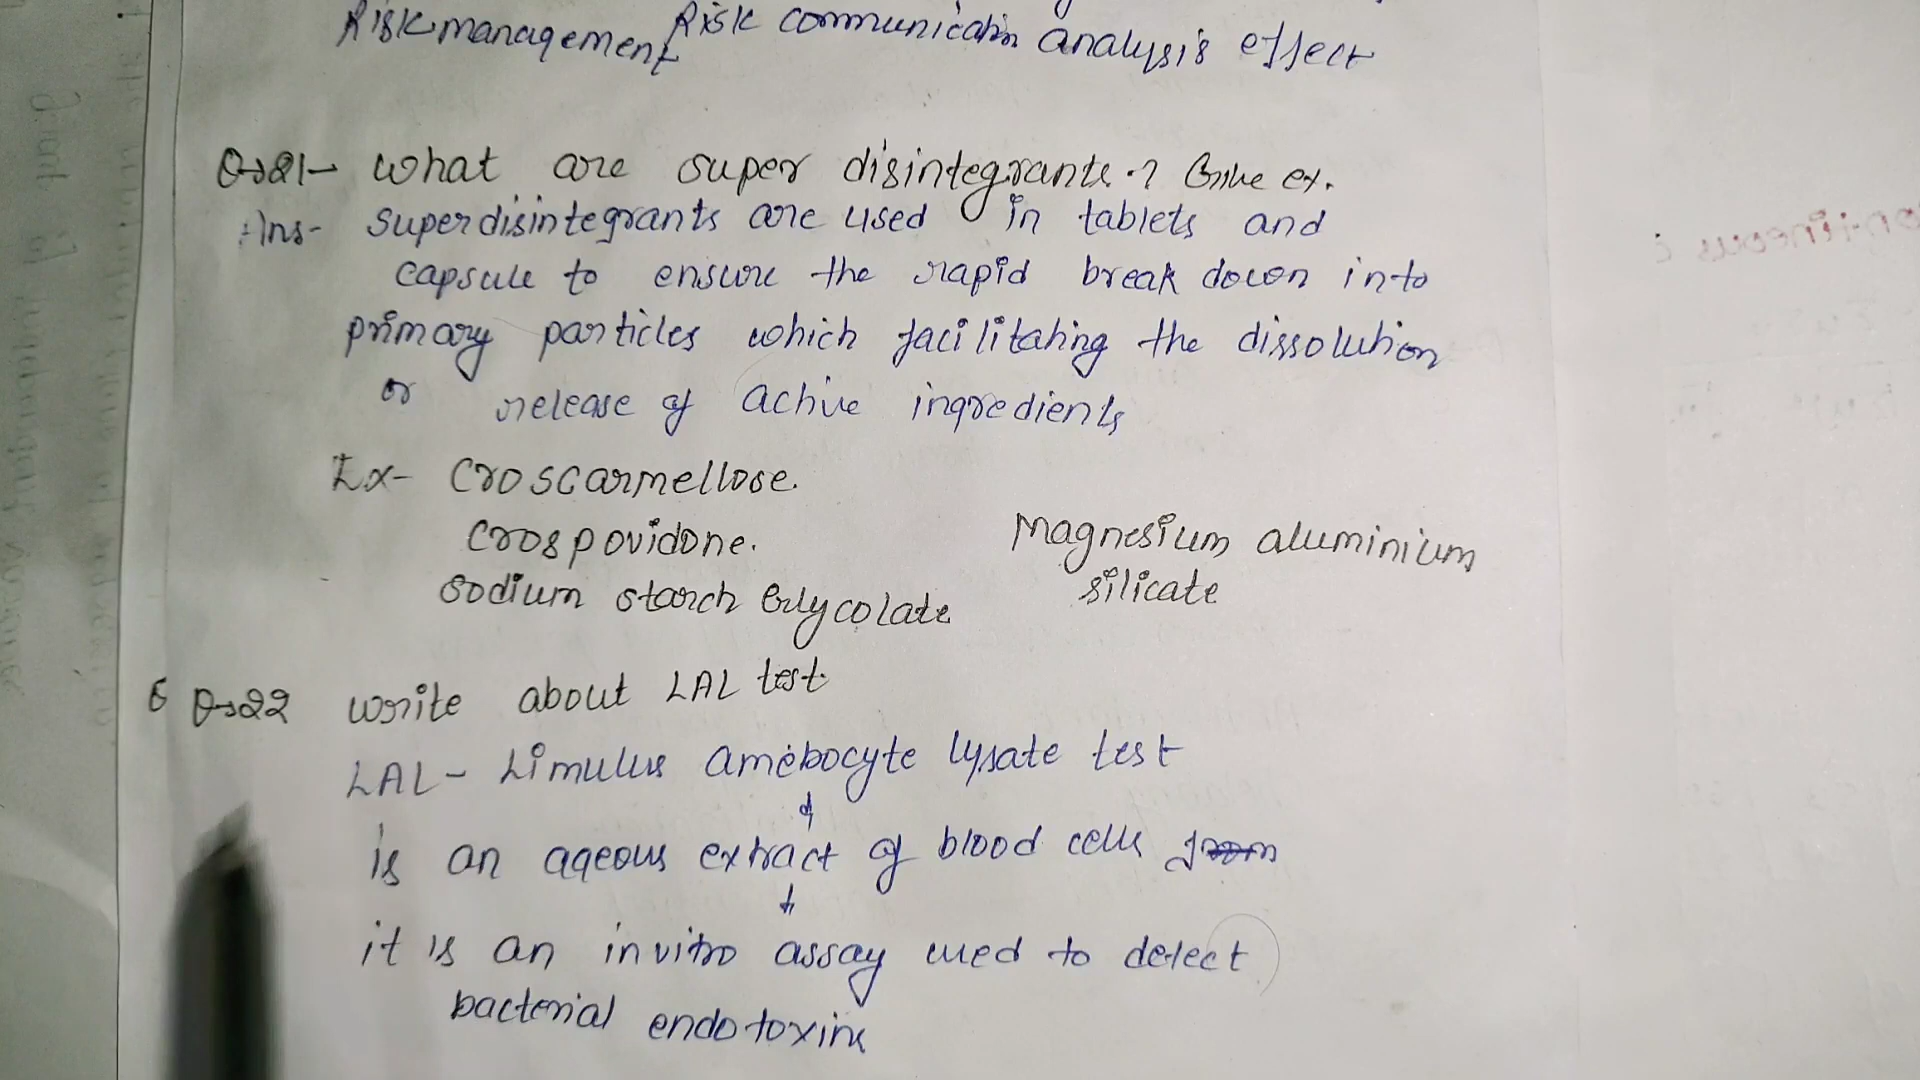 Risk management Risk communication analysis effect
Q→21- What are super disintegrants.? Give ex.
Ans- Superdisintegrants are used in tablets and
capsule to ensure the rapid break down into
primary particles which facilitating the dissolution
or release of active ingredients
Ex- Croscarmellose.
Crospovidone.
Magnesium aluminium
silicate
Sodium starch Glycolate
6 Q→22 Write about LAL test.
LAL - Limulus amebocyte lysate test
is an aqeous extract of blood cells from
it is an invitro assay used to detect
bacterial endotoxins